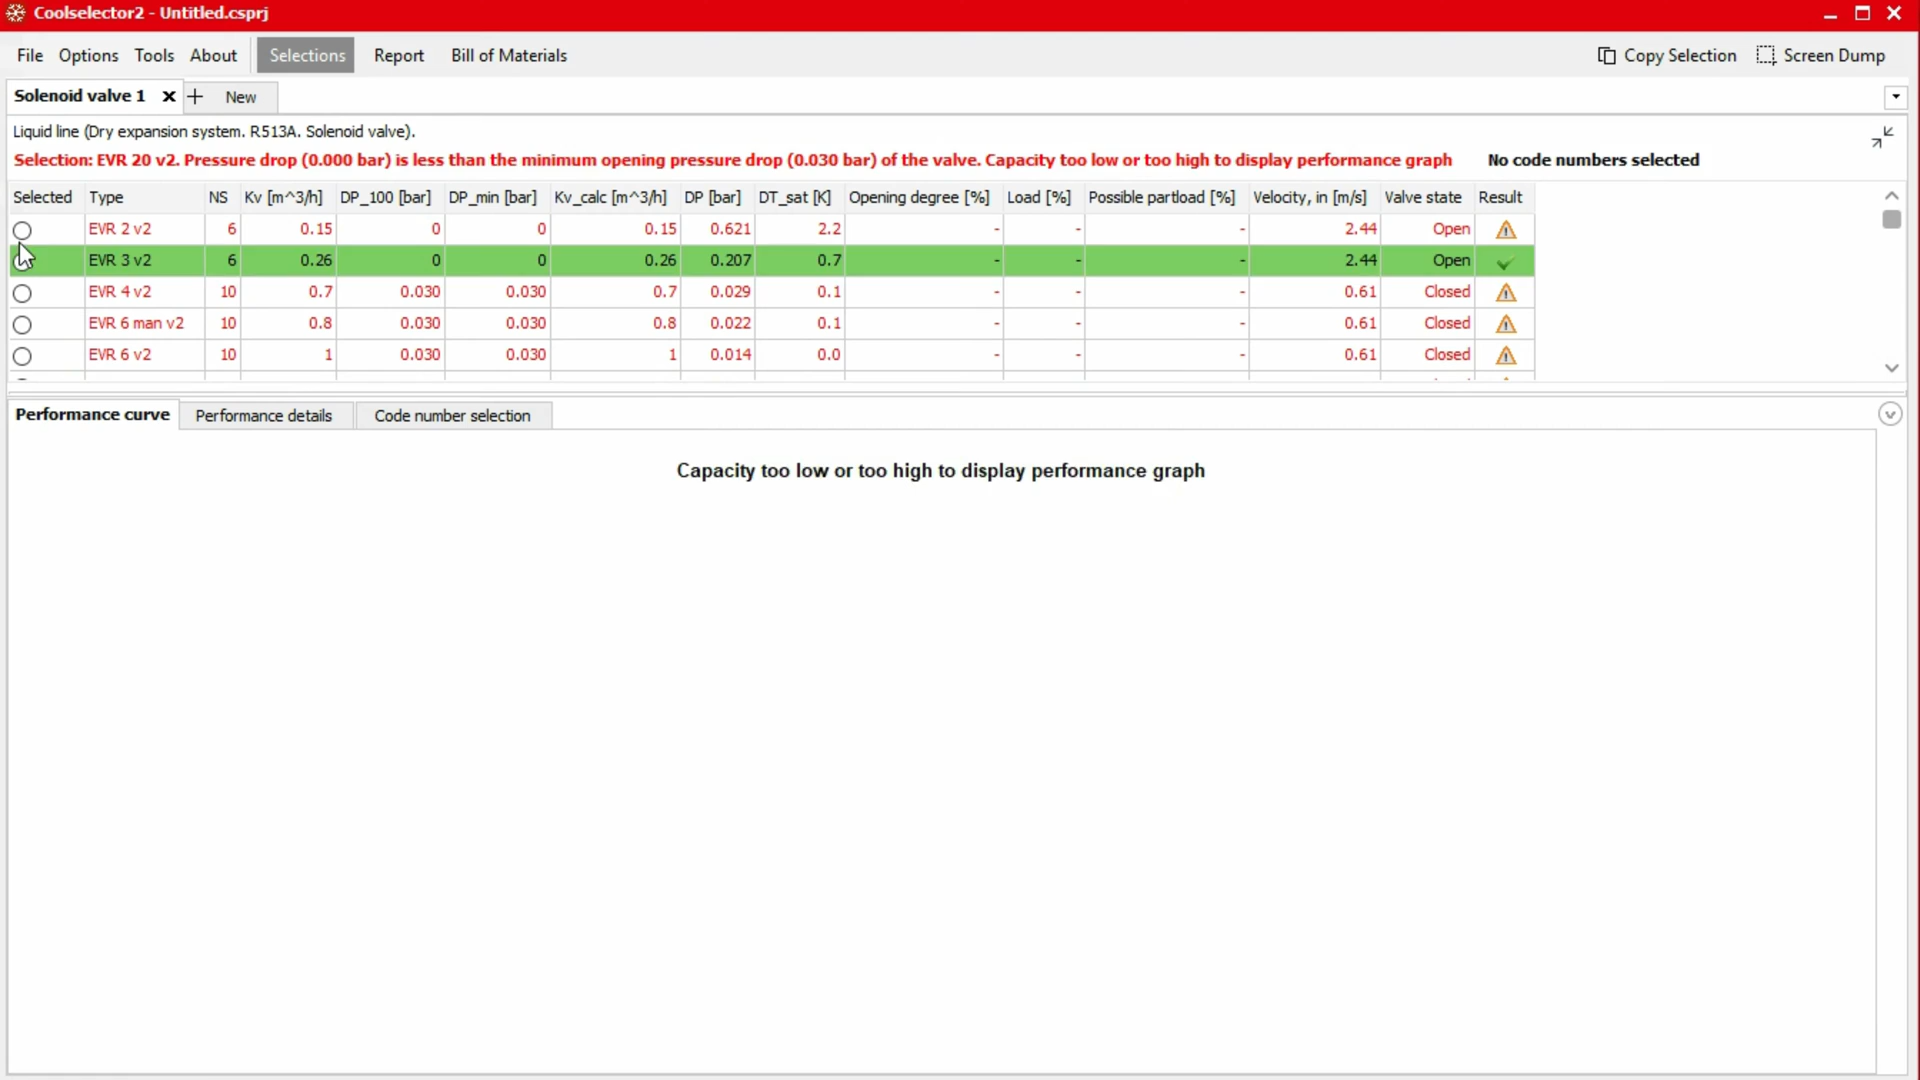 Coolselector2 - Untitled.csprj
File Options Tools About Selections Report Bill of Materials Copy Selection Screen Dump
Solenoid valve 1 New
Liquid line (Dry expansion system. R513A. Solenoid valve).
Selection: EVR 20 v2. Pressure drop (0.000 bar) is less than the minimum opening pressure drop (0.030 bar) of the valve. Capacity too low or too high to display performance graph No code numbers selected
Selected Type NS Kv [m^3/h] DP_100 [bar] DP_min [bar] Kv_calc [m^3/h] DP [bar] DT_sat [K] Opening degree [%] Load [%] Possible partload [%] Velocity, in [m/s] Valve state Result
EVR 2 v2 6 0.15 0 0 0.15 0.621 2.2 - - - 2.44 Open
EVR 3 v2 6 0.26 0 0 0.26 0.207 0.7 - - - 2.44 Open
EVR 4 v2 10 0.7 0.030 0.030 0.7 0.029 0.1 - - - 0.61 Closed
EVR 6 man v2 10 0.8 0.030 0.030 0.8 0.022 0.1 - - - 0.61 Closed
EVR 6 v2 10 1 0.030 0.030 1 0.014 0.0 - - - 0.61 Closed
Performance curve Performance details Code number selection
Capacity too low or too high to display performance graph